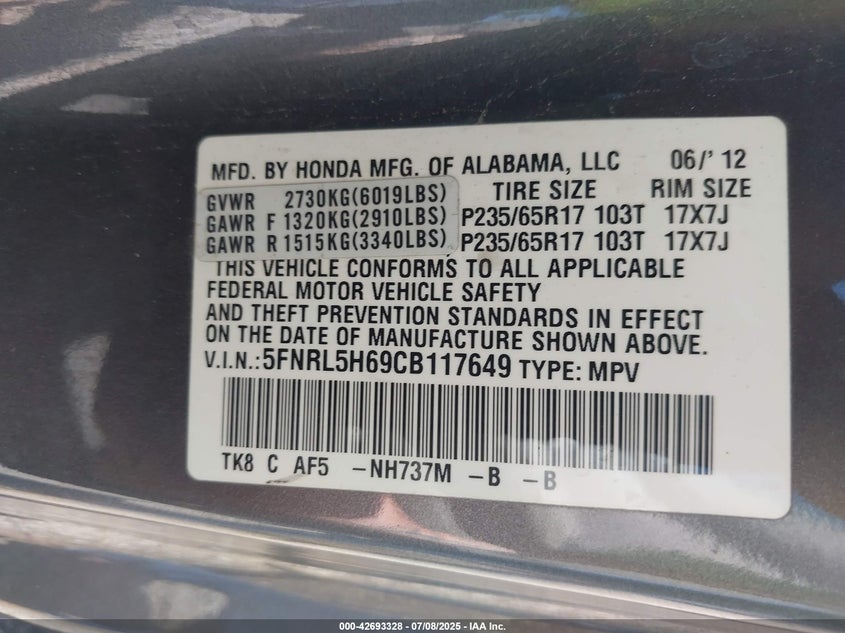 MFD. BY HONDA MFG. OF ALABAMA, LLC 06/' 12
GVWR 2730KG(6019LBS) TIRE SIZE RIM SIZE
GAWR F 1320KG(2910LBS) P235/65R17 103T 17X7J
GAWR R 1515KG(3340LBS) P235/65R17 103T 17X7J
THIS VEHICLE CONFORMS TO ALL APPLICABLE
FEDERAL MOTOR VEHICLE SAFETY
AND THEFT PREVENTION STANDARDS IN EFFECT
ON THE DATE OF MANUFACTURE SHOWN ABOVE.
V.I.N.: 5FNRL5H69CB117649 TYPE: MPV
TK8 C AF5 -NH737M -B -B
000-42693328 - 07/08/2025 - IAA Inc.